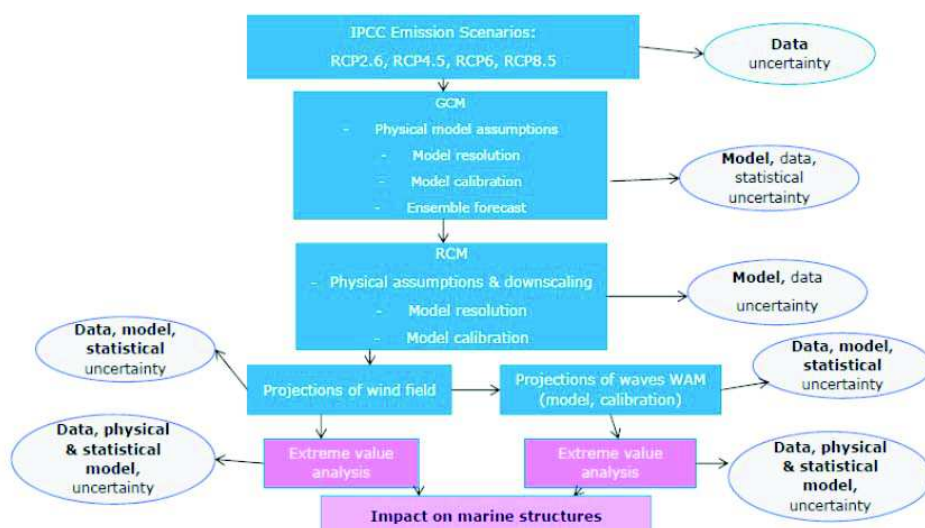 IPCC Emission Scenarios:
RCP2.6, RCP4.5, RCP6, RCP8.5
Data
uncertainty
GCM
- Physical model assumptions
- Model resolution
- Model calibration
- Ensemble forecast
Model, data,
statistical
uncertainty
RCM
- Physical assumptions & downscaling
- Model resolution
- Model calibration
Model, data
uncertainty
Data, model,
statistical
uncertainty
Projections of wind field
Projections of waves WAM
(model, calibration)
Data, model,
statistical
uncertainty
Data, physical
& statistical
model,
uncertainty
Extreme value
analysis
Extreme value
analysis
Data, physical
& statistical
model,
uncertainty
Impact on marine structures